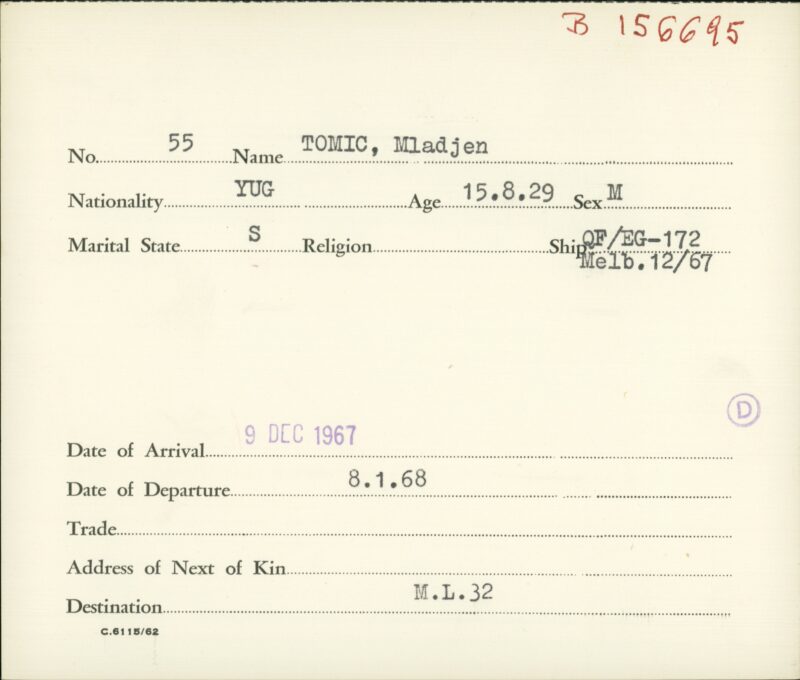 B 156695
No. 55 Name TOMIC, Mladjen
Nationality YUG Age 15.8.29 Sex M
Marital State S Religion Ship QF/EG-172
Melb.12/67
D
Date of Arrival 9 DEC 1967
Date of Departure 8.1.68
Trade
Address of Next of Kin
Destination M.L.32
C.6115/62